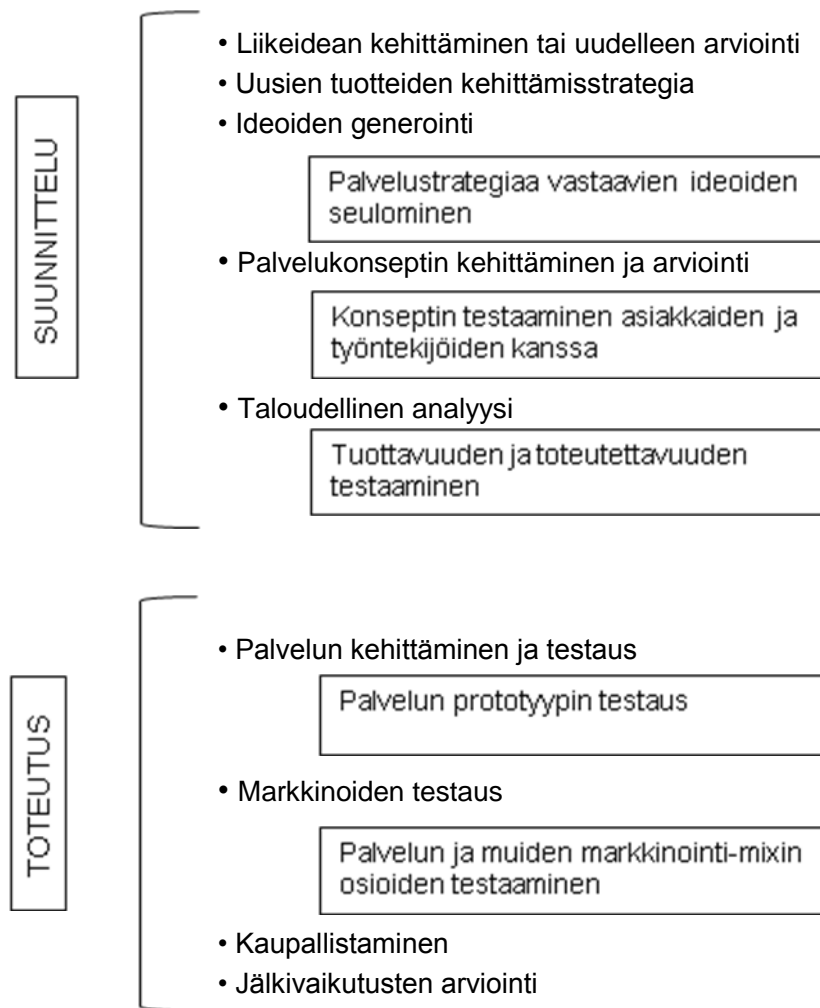 SUUNNITTELU
• Liikeidean kehittäminen tai uudelleen arviointi
• Uusien tuotteiden kehittämisstrategia
• Ideoiden generointi
Palvelustrategiaa vastaavien ideoiden
seulominen
• Palvelukonseptin kehittäminen ja arviointi
Konseptin testaaminen asiakkaiden ja
työntekijöiden kanssa
• Taloudellinen analyysi
Tuottavuuden ja toteutettavuuden
testaaminen
TOTEUTUS
• Palvelun kehittäminen ja testaus
Palvelun prototyypin testaus
• Markkinoiden testaus
Palvelun ja muiden markkinointi-mixin
osioiden testaaminen
• Kaupallistaminen
• Jälkivaikutusten arviointi